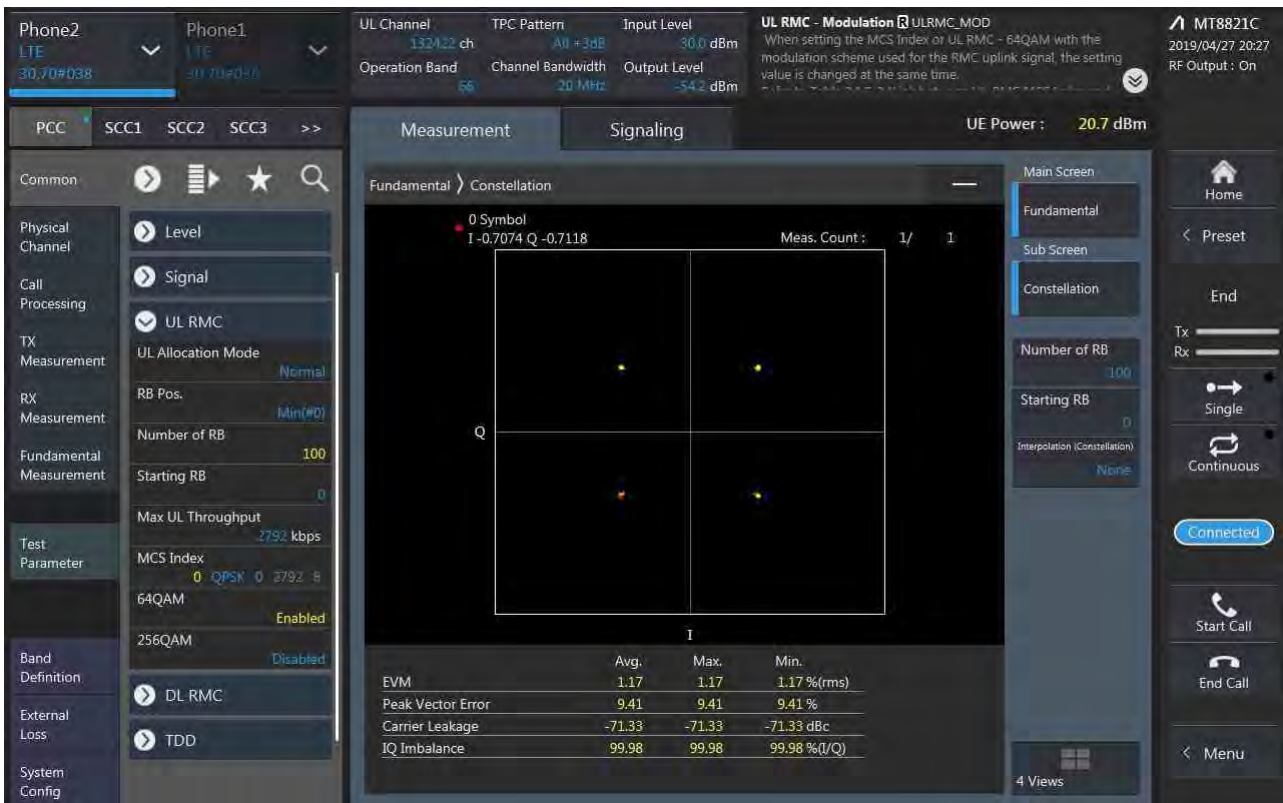 Phone2
LTE
30.70#038
Phone1
LTE
30.70#038
UL Channel
132422 ch
Operation Band
66
TPC Pattern
All +3dB
Channel Bandwidth
20 MHz
Input Level
30.0 dBm
Output Level
-54.2 dBm
UL RMC - Modulation R ULRMC_MOD
When setting the MCS Index or UL RMC - 64QAM with the
modulation scheme used for the RMC uplink signal, the setting
value is changed at the same time.
MT8821C
2019/04/27 20:27
RF Output : On
PCC SCC1 SCC2 SCC3 >>
Measurement
Signaling
UE Power : 20.7 dBm
Common
Physical
Channel
Call
Processing
TX
Measurement
RX
Measurement
Fundamental
Measurement
Test
Parameter
Band
Definition
External
Loss
System
Config
Level
Signal
UL RMC
UL Allocation Mode
Normal
RB Pos.
Min(#0)
Number of RB
100
Starting RB
0
Max UL Throughput
2792 kbps
MCS Index
0 QPSK 0 2792 8
64QAM
Enabled
256QAM
Disabled
DL RMC
TDD
Fundamental 〉 Constellation
0 Symbol
I -0.7074 Q -0.7118
Meas. Count : 1/ 1
Q
I
Avg. Max. Min.
EVM 1.17 1.17 1.17 %(rms)
Peak Vector Error 9.41 9.41 9.41 %
Carrier Leakage -71.33 -71.33 -71.33 dBc
IQ Imbalance 99.98 99.98 99.98 %(I/Q)
Main Screen
Fundamental
Sub Screen
Constellation
Number of RB
100
Starting RB
0
Interpolation (Constellation)
None
4 Views
Home
< Preset
End
Tx
Rx
Single
Continuous
Connected
Start Call
End Call
< Menu